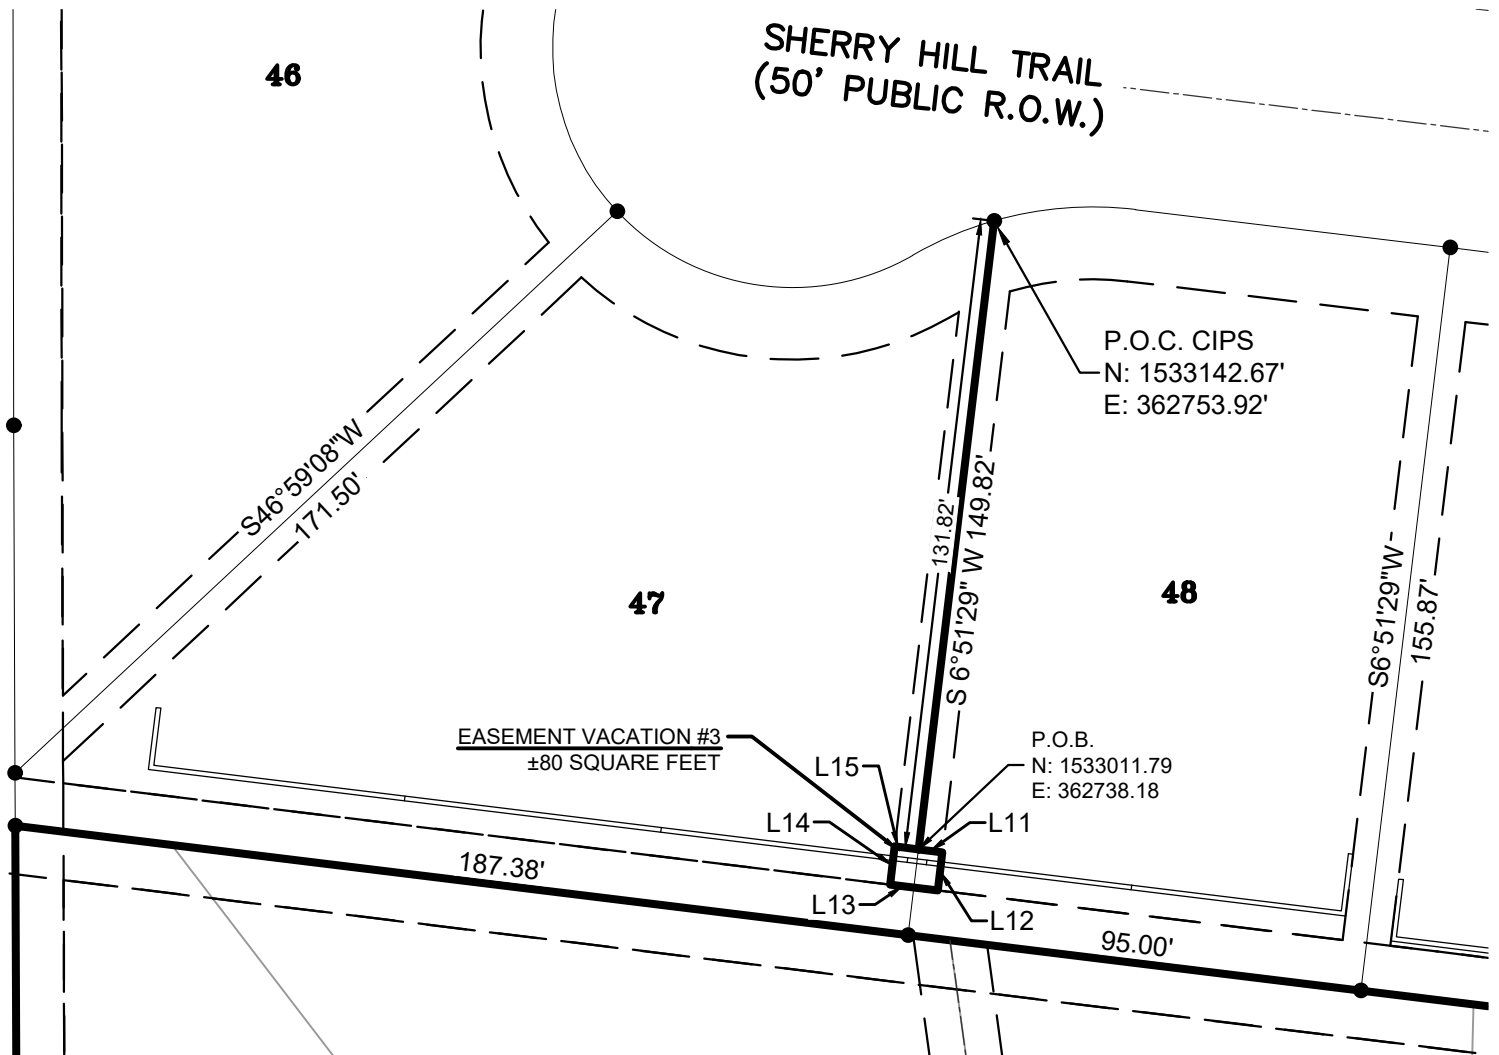 SHERRY HILL TRAIL
(50' PUBLIC R.O.W.)
46
P.O.C. CIPS
N: 1533142.67'
E: 362753.92'
S46°59'08"W
171.50'
131.82'
S 6°51'29" W 149.82'
47
48
S6°51'29"W
155.87'
EASEMENT VACATION #3
±80 SQUARE FEET
P.O.B.
N: 1533011.79
E: 362738.18
L15
L14
L11
L13
L12
187.38'
95.00'